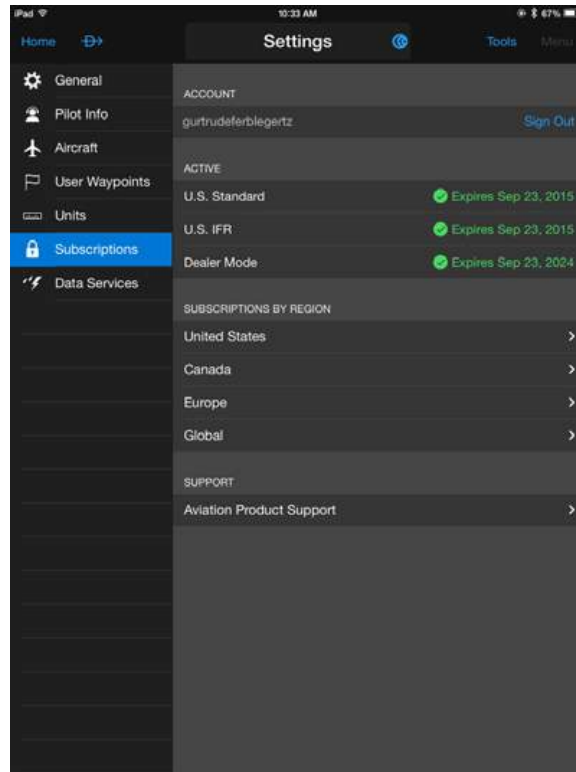 iPad 10:33 AM 67%
Home Settings Tools Menu
General
Pilot Info
Aircraft
User Waypoints
Units
Subscriptions
Data Services
ACCOUNT
gurtrudeferblegertz Sign Out
ACTIVE
U.S. Standard Expires Sep 23, 2015
U.S. IFR Expires Sep 23, 2015
Dealer Mode Expires Sep 23, 2024
SUBSCRIPTIONS BY REGION
United States
Canada
Europe
Global
SUPPORT
Aviation Product Support